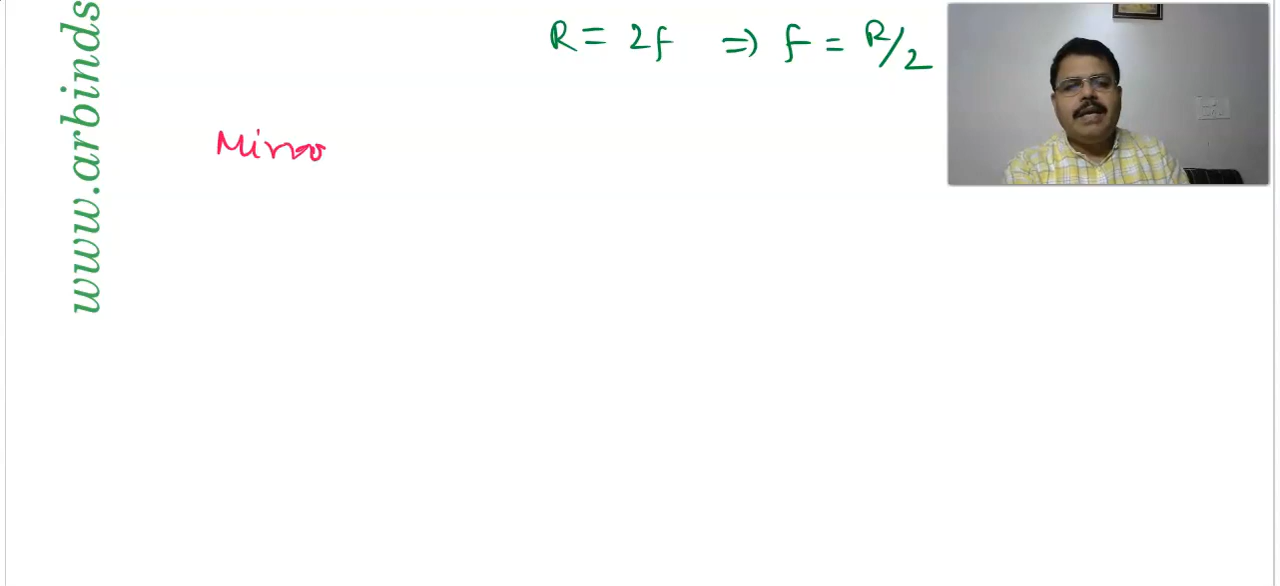 R = 2f ⇒ f = R/2
Mirro
www.arbinds